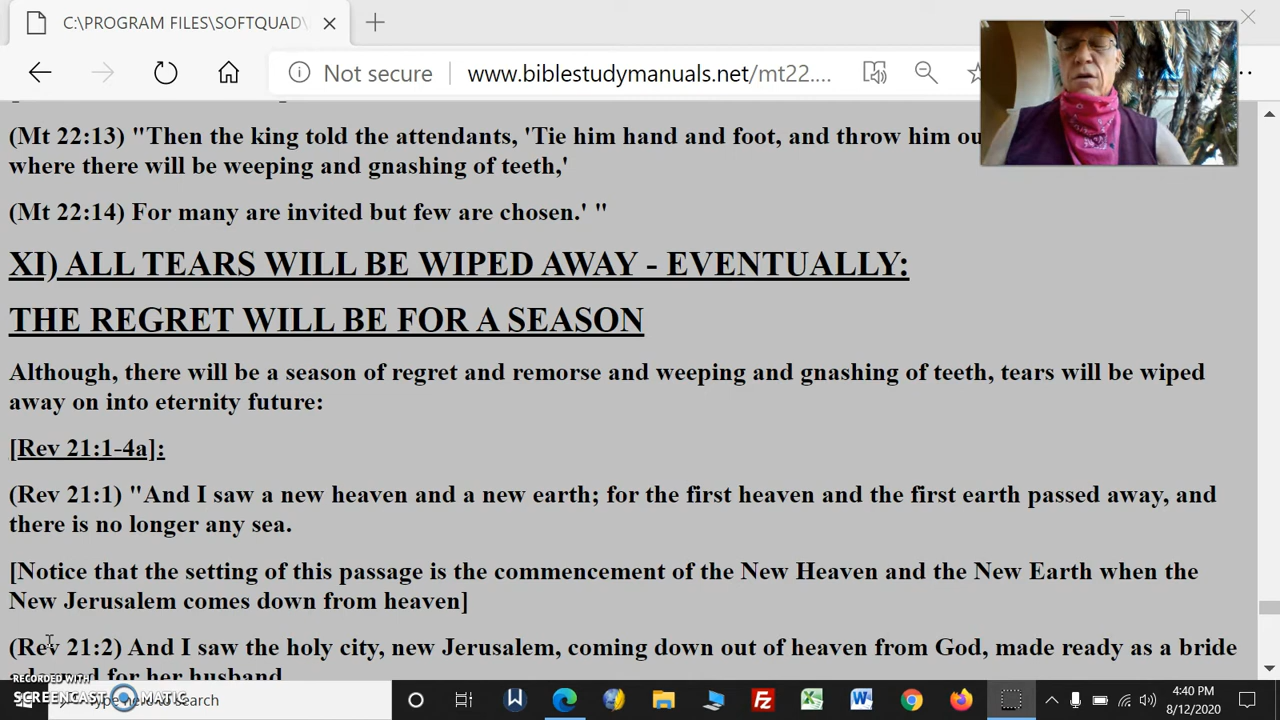 C:\PROGRAM FILES\SOFTQUAD\
Not secure
www.biblestudymanuals.net/mt22....
(Mt 22:13) "Then the king told the attendants, 'Tie him hand and foot, and throw him
where there will be weeping and gnashing of teeth,'
(Mt 22:14) For many are invited but few are chosen.' "
XI) ALL TEARS WILL BE WIPED AWAY - EVENTUALLY:
THE REGRET WILL BE FOR A SEASON
Although, there will be a season of regret and remorse and weeping and gnashing of teeth, tears will be wiped
away on into eternity future:
[Rev 21:1-4a]:
(Rev 21:1) "And I saw a new heaven and a new earth; for the first heaven and the first earth passed away, and
there is no longer any sea.
[Notice that the setting of this passage is the commencement of the New Heaven and the New Earth when the
New Jerusalem comes down from heaven]
(Rev 21:2) And I saw the holy city, new Jerusalem, coming down out of heaven from God, made ready as a bride
for her husband
RECORDED WITH
SCREENCAST MATIC
Type here to search
4:40 PM
8/12/2020